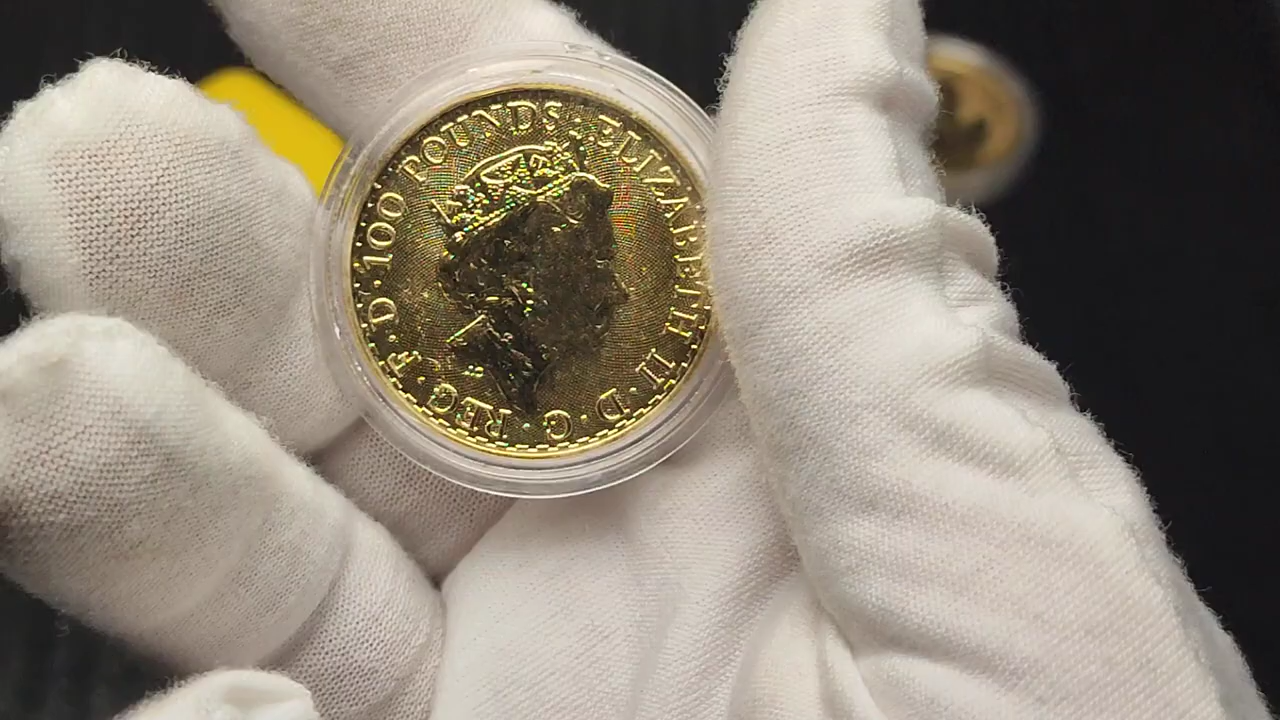 ELIZABETH II · D · G · REG · F · D · 100 POUNDS ·